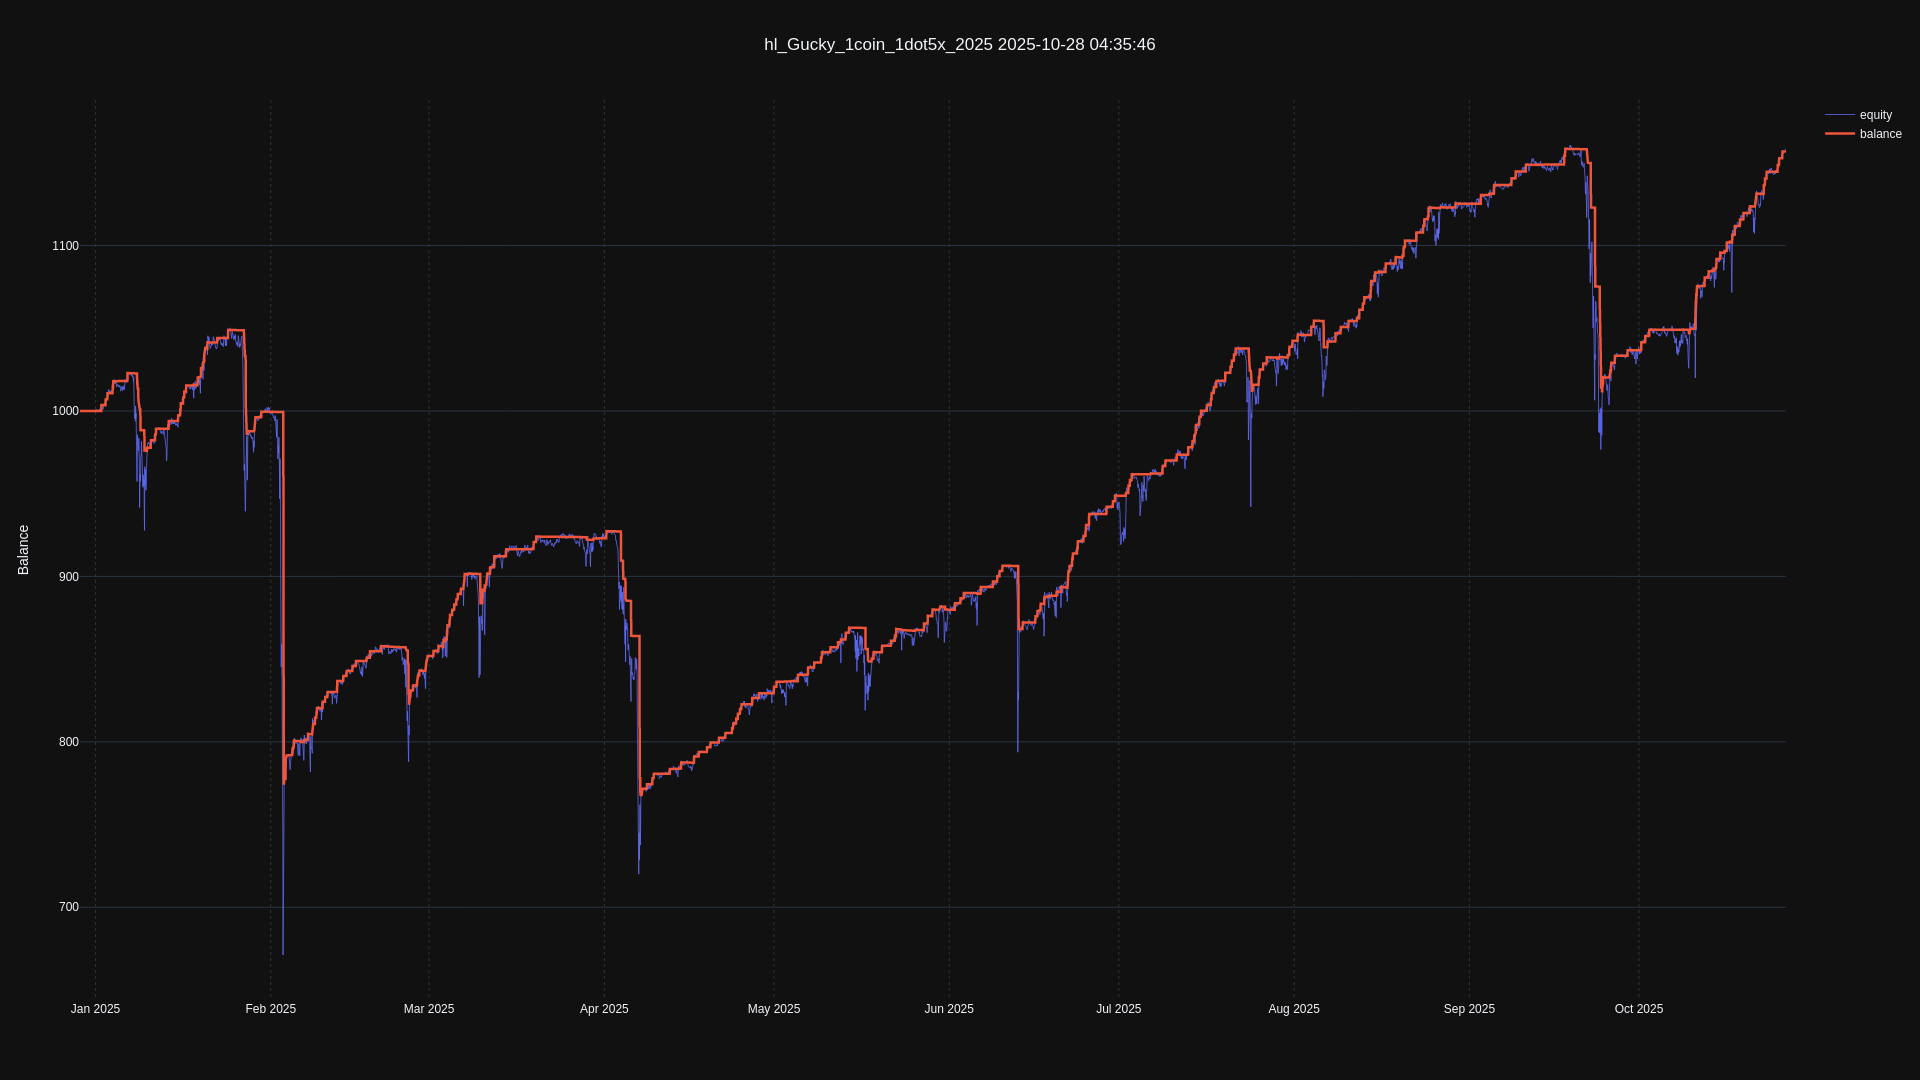 hl_Gucky_1coin_1dot5x_2025 2025-10-28 04:35:46
equity
balance
Balance
1100
1000
900
800
700
Jan 2025
Feb 2025
Mar 2025
Apr 2025
May 2025
Jun 2025
Jul 2025
Aug 2025
Sep 2025
Oct 2025